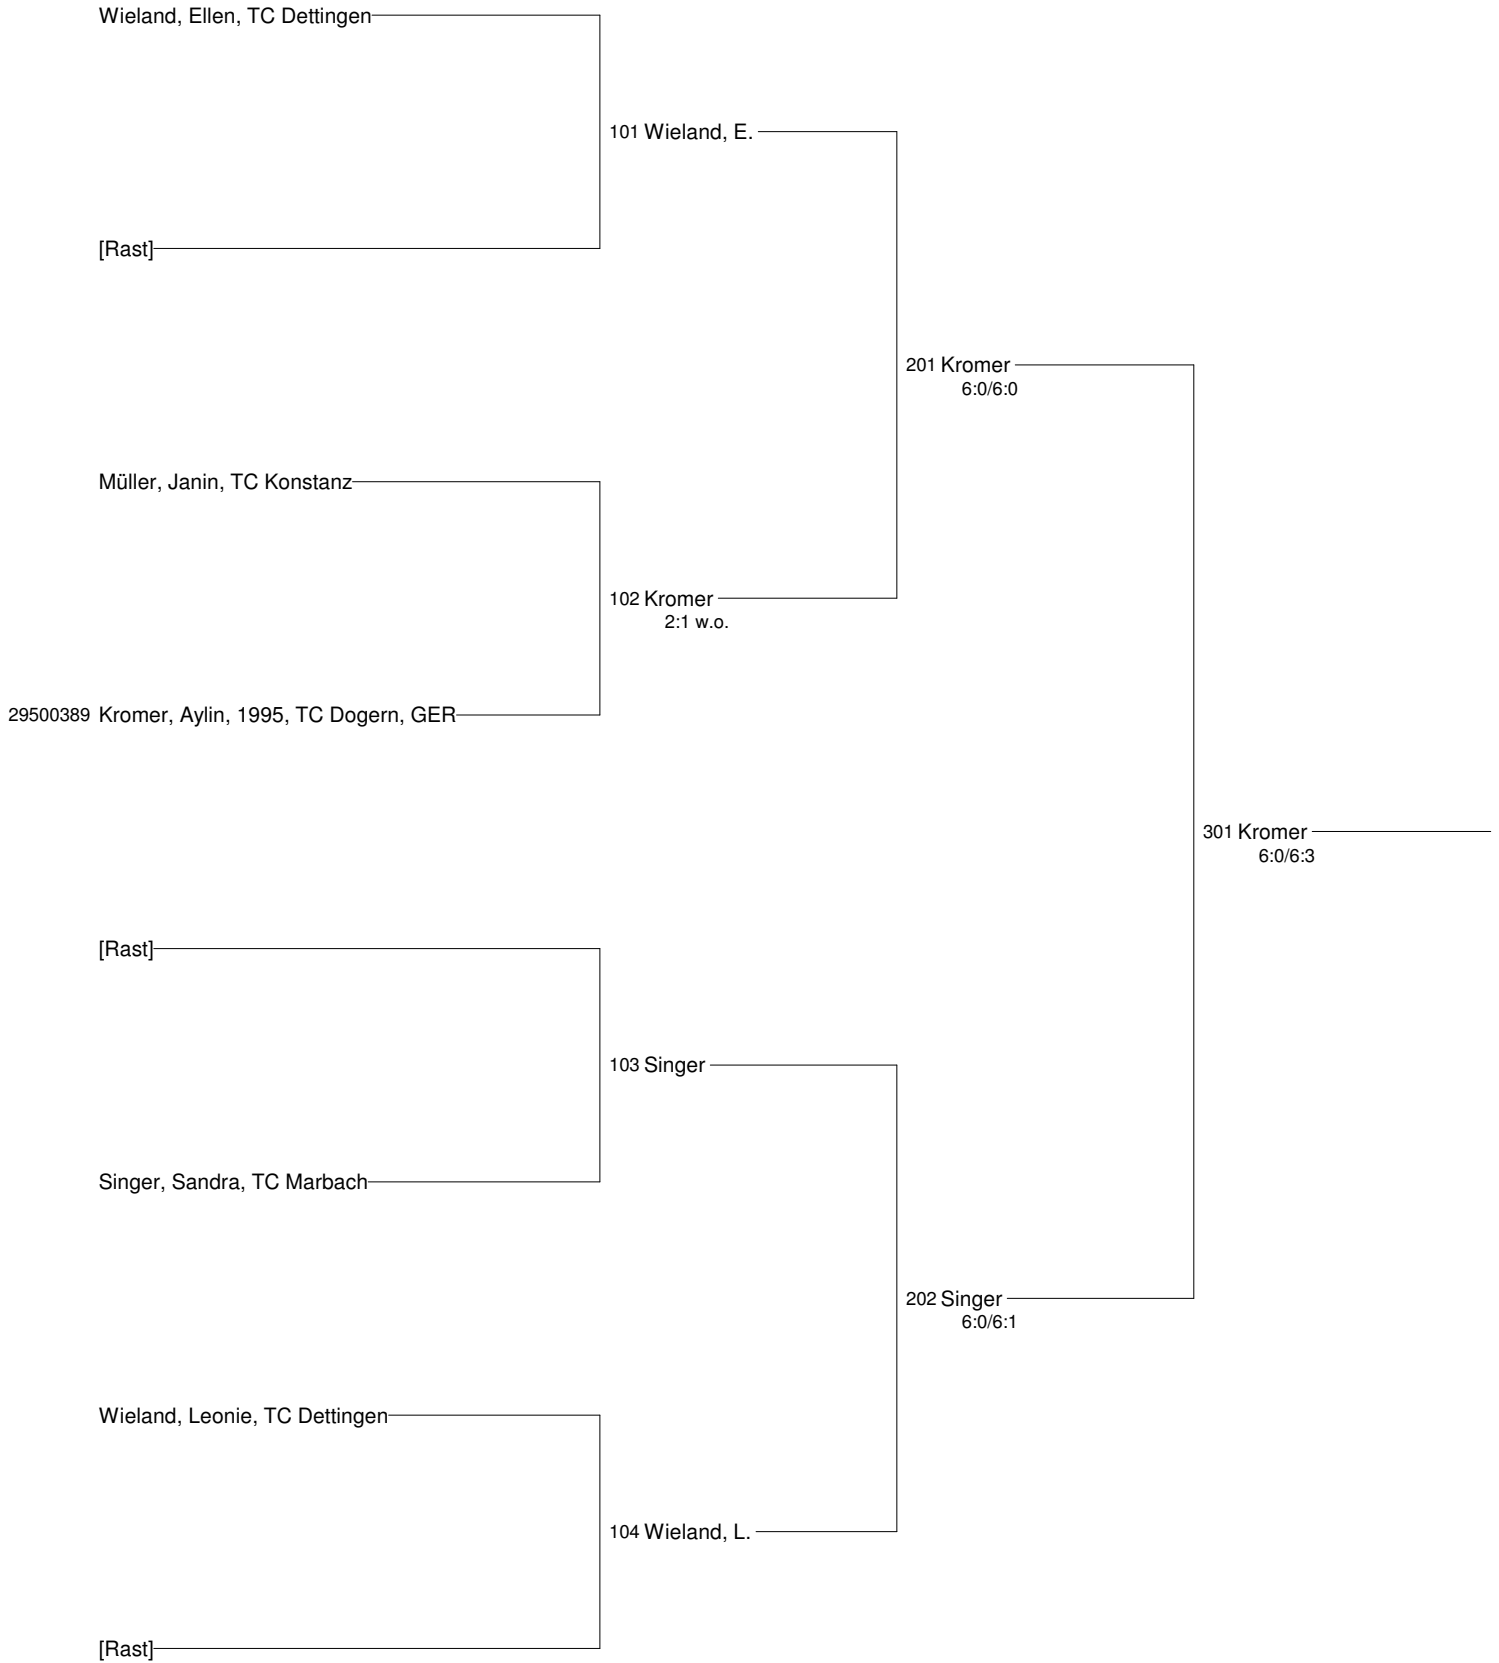 Wieland, Ellen, TC Dettingen
101 Wieland, E.
[Rast]
201 Kromer
6:0/6:0
Müller, Janin, TC Konstanz
102 Kromer
2:1 w.o.
29500389 Kromer, Aylin, 1995, TC Dogern, GER
301 Kromer
6:0/6:3
[Rast]
103 Singer
Singer, Sandra, TC Marbach
202 Singer
6:0/6:1
Wieland, Leonie, TC Dettingen
104 Wieland, L.
[Rast]